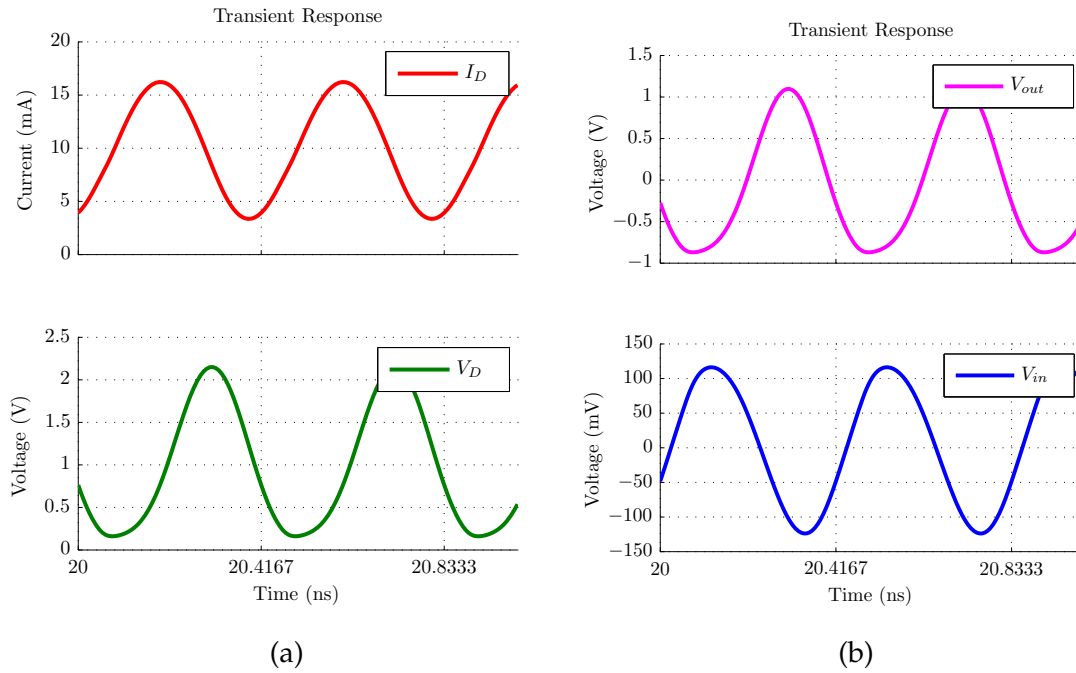 Transient Response
20
15
10
5
0
Current (mA)
I_D
2.5
2
1.5
1
0.5
0
Voltage (V)
V_D
20
20.4167
20.8333
Time (ns)
(a)
Transient Response
1.5
1
0.5
0
−0.5
−1
Voltage (V)
V_out
150
100
50
0
−50
−100
−150
Voltage (mV)
V_in
20
20.4167
20.8333
Time (ns)
(b)